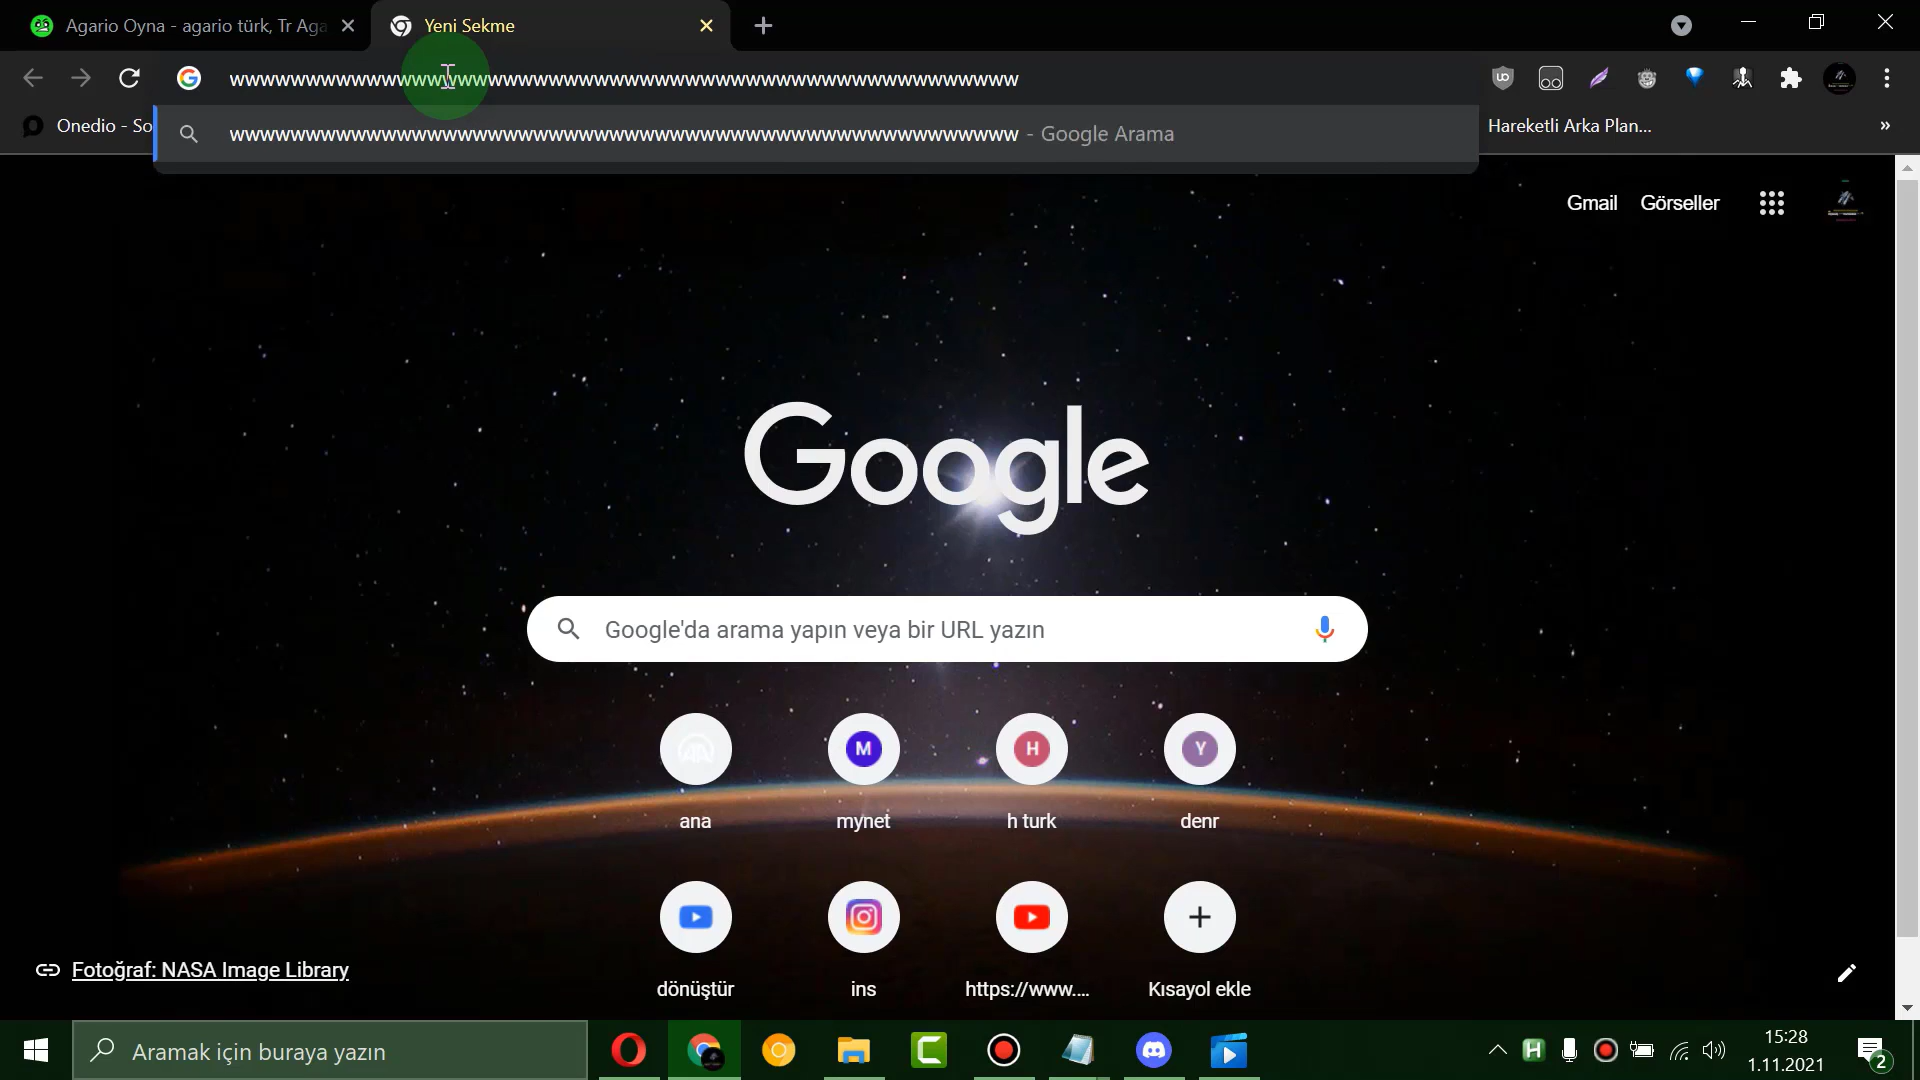 Agario Oyna - agario türk, Tr Aga
Yeni Sekme
wwwwwwwwwwwwwwwwwwwwwwwwwwwwwwwwwwwwwwwwwwwwwwwwwwww
Onedio - So
wwwwwwwwwwwwwwwwwwwwwwwwwwwwwwwwwwwwwwwwwwwwwwwwwwww - Google Arama
Hareketli Arka Plan...
»
Gmail Görseller
Google
Google'da arama yapın veya bir URL yazın
M
H
Y
ana
mynet
h turk
denr
dönüştür
ins
https://www....
Kısayol ekle
Fotoğraf: NASA Image Library
Aramak için buraya yazın
15:28
1.11.2021
2